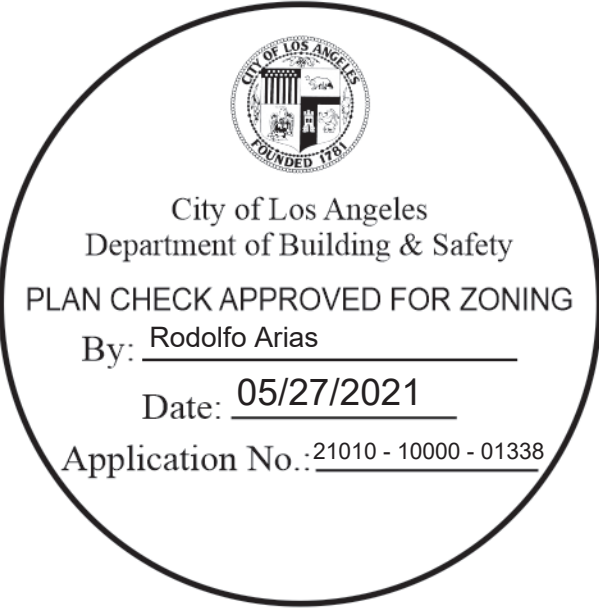 CITY OF LOS ANGELES
FOUNDED 1781
City of Los Angeles
Department of Building & Safety
PLAN CHECK APPROVED FOR ZONING
By: Rodolfo Arias
Date: 05/27/2021
Application No.: 21010 - 10000 - 01338